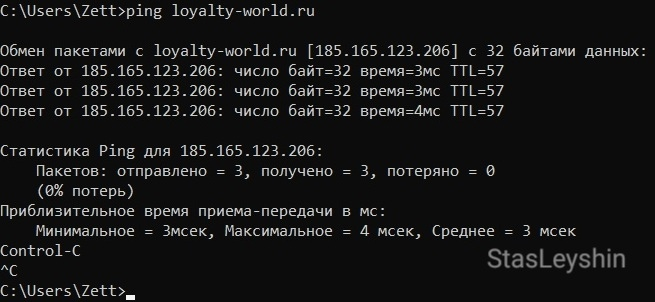 C:\Users\Zett>ping loyalty-world.ru
Обмен пакетами с loyalty-world.ru [185.165.123.206] с 32 байтами данных:
Ответ от 185.165.123.206: число байт=32 время=3мс TTL=57
Ответ от 185.165.123.206: число байт=32 время=3мс TTL=57
Ответ от 185.165.123.206: число байт=32 время=4мс TTL=57
Статистика Ping для 185.165.123.206:
Пакетов: отправлено = 3, получено = 3, потеряно = 0
(0% потерь)
Приблизительное время приема-передачи в мс:
Минимальное = 3мсек, Максимальное = 4 мсек, Среднее = 3 мсек
Control-C
^C
C:\Users\Zett>
StasLeyshin